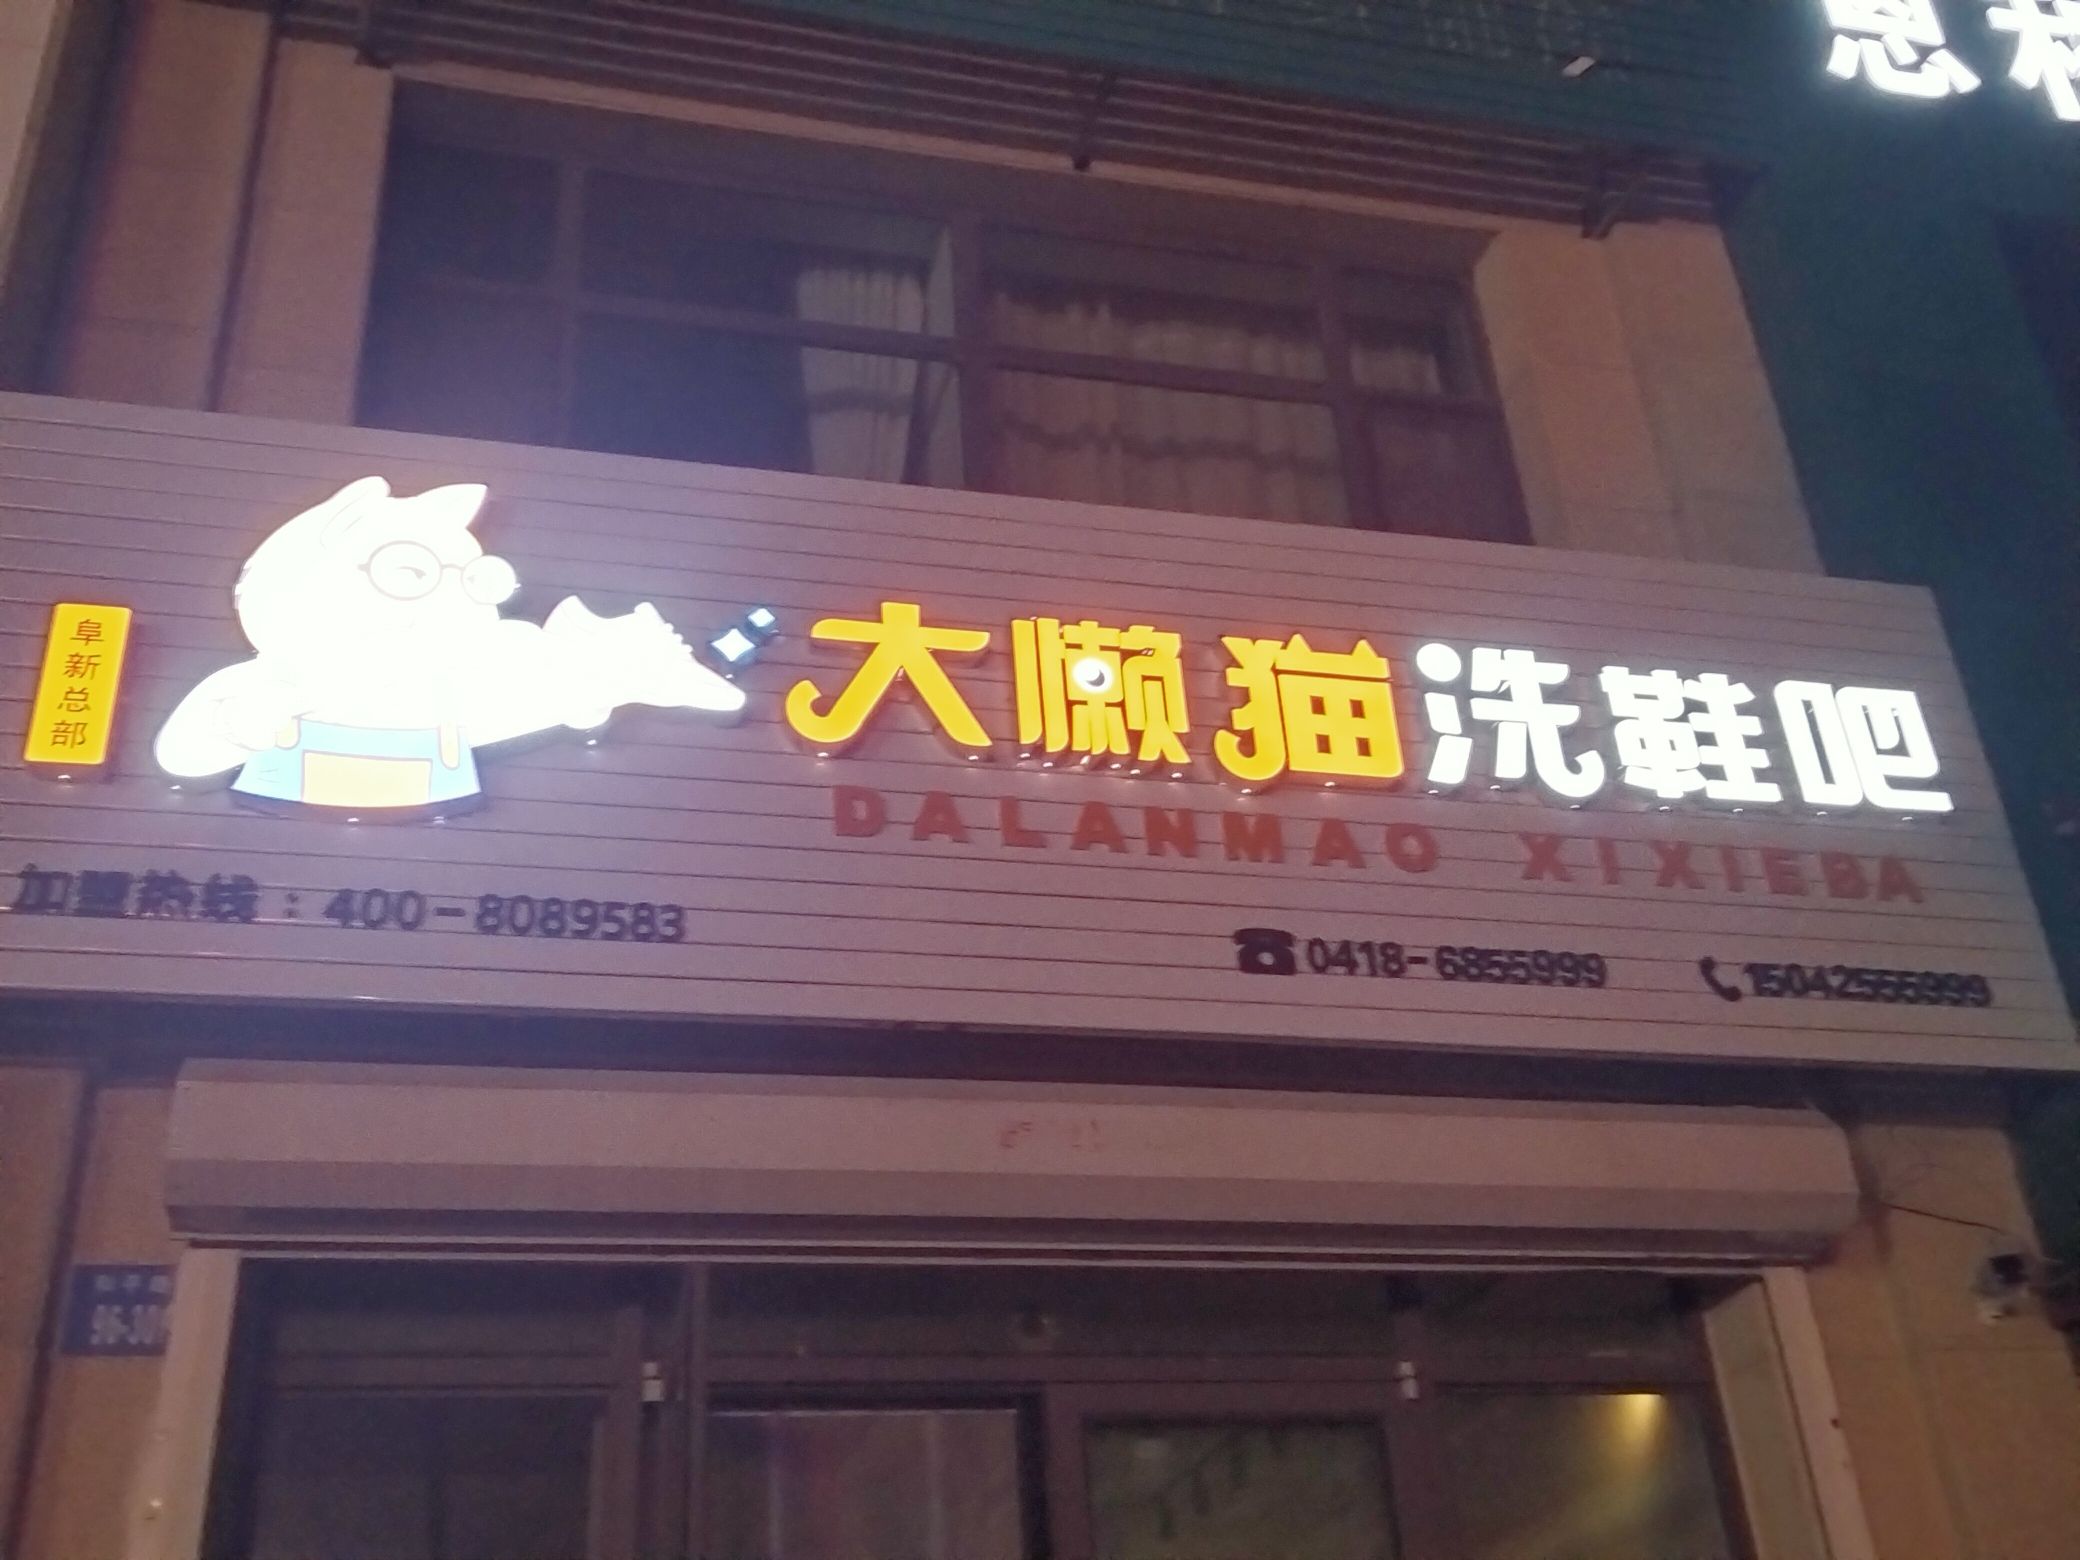 恩
阜新总部
大懒猫洗鞋吧
DALANMAO XIXIEBA
加盟热线：400-8089583
0418-6855999
15042555999